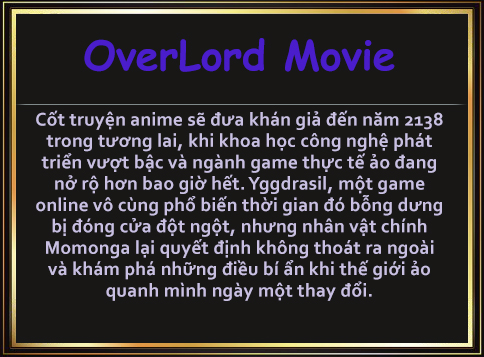 OverLord Movie
Cốt truyện anime sẽ đưa khán giả đến năm 2138
trong tương lai, khi khoa học công nghệ phát
triển vượt bậc và ngành game thực tế ảo đang
nở rộ hơn bao giờ hết. Yggdrasil, một game
online vô cùng phổ biến thời gian đó bỗng dưng
bị đóng cửa đột ngột, nhưng nhân vật chính
Momonga lại quyết định không thoát ra ngoài
và khám phá những điều bí ẩn khi thế giới ảo
quanh mình ngày một thay đổi.